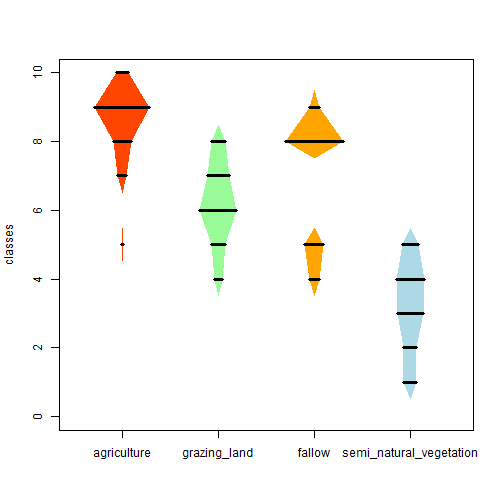 10
8
6
4
2
0
classes
agriculture
grazing_land
fallow
semi_natural_vegetation